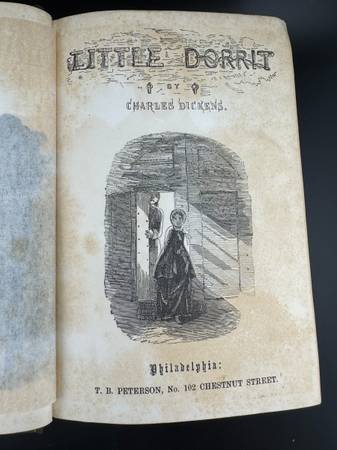 LITTLE DORRIT
BY
CHARLES DICKENS.
Philadelphia:
T. B. PETERSON, No. 102 CHESTNUT STREET.